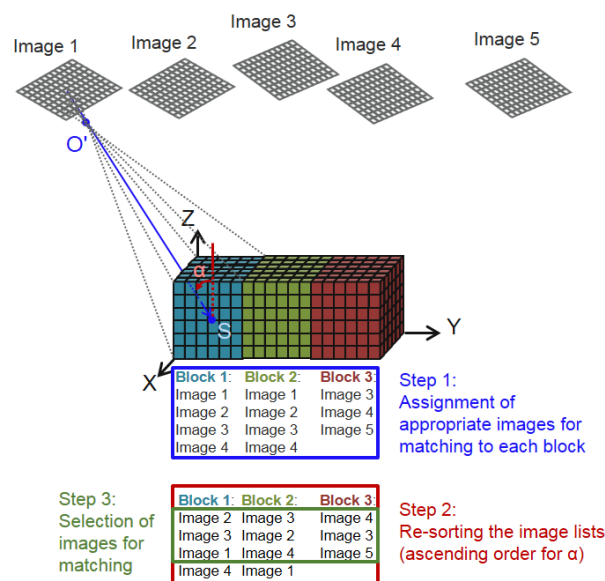 Image 1
Image 2
Image 3
Image 4
Image 5
O'
Z
α
S
Y
X
Block 1: Block 2: Block 3:
Image 1 Image 1 Image 3
Image 2 Image 2 Image 4
Image 3 Image 3 Image 5
Image 4 Image 4
Step 1:
Assignment of
appropriate images for
matching to each block
Step 3:
Selection of
images for
matching
Block 1: Block 2: Block 3:
Image 2 Image 3 Image 4
Image 3 Image 2 Image 3
Image 1 Image 4 Image 5
Image 4 Image 1
Step 2:
Re-sorting the image lists
(ascending order for α)